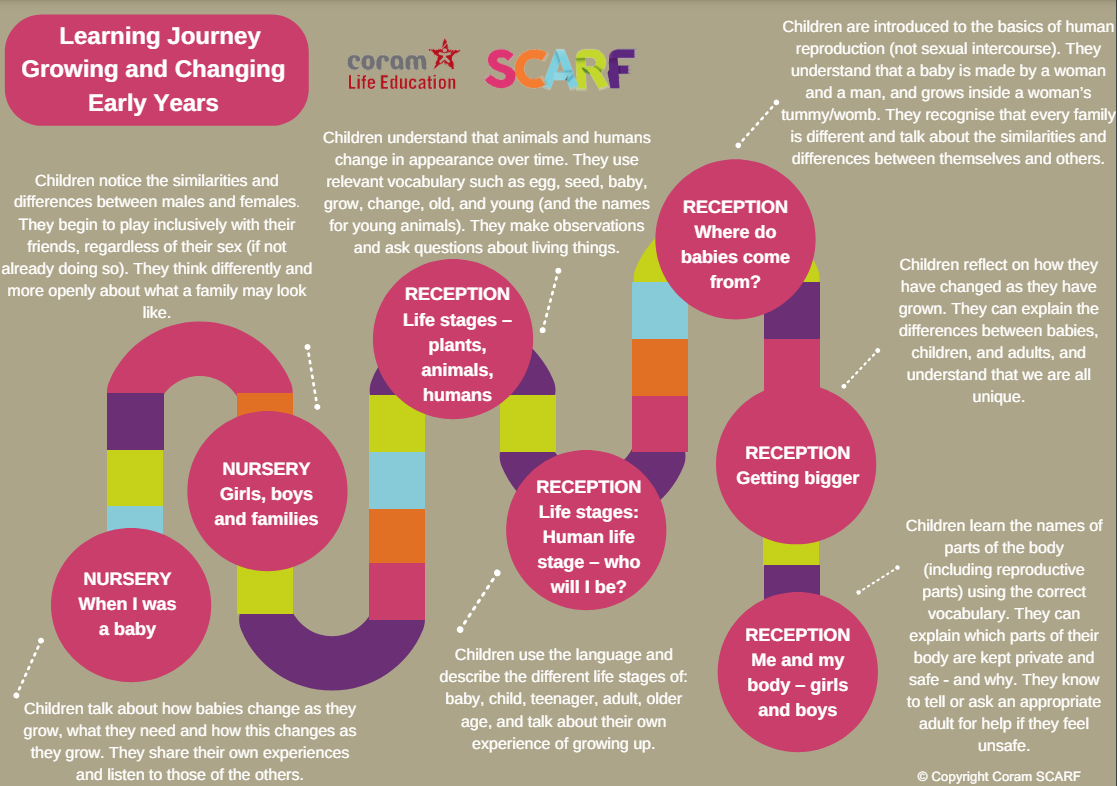 Learning Journey
Growing and Changing
Early Years
coram
Life Education
SCARF
Children notice the similarities and
differences between males and females.
They begin to play inclusively with their
friends, regardless of their sex (if not
already doing so). They think differently and
more openly about what a family may look
like.
Children understand that animals and humans
change in appearance over time. They use
relevant vocabulary such as egg, seed, baby,
grow, change, old, and young (and the names
for young animals). They make observations
and ask questions about living things.
Children are introduced to the basics of human
reproduction (not sexual intercourse). They
understand that a baby is made by a woman
and a man, and grows inside a woman's
tummy/womb. They recognise that every family
is different and talk about the similarities and
differences between themselves and others.
NURSERY
When I was
a baby
NURSERY
Girls, boys
and families
RECEPTION
Life stages –
plants,
animals,
humans
RECEPTION
Life stages:
Human life
stage – who
will I be?
RECEPTION
Where do
babies come
from?
RECEPTION
Getting bigger
RECEPTION
Me and my
body – girls
and boys
Children reflect on how they
have changed as they have
grown. They can explain the
differences between babies,
children, and adults, and
understand that we are all
unique.
Children talk about how babies change as they
grow, what they need and how this changes as
they grow. They share their own experiences
and listen to those of the others.
Children use the language and
describe the different life stages of:
baby, child, teenager, adult, older
age, and talk about their own
experience of growing up.
Children learn the names of
parts of the body
(including reproductive
parts) using the correct
vocabulary. They can
explain which parts of their
body are kept private and
safe - and why. They know
to tell or ask an appropriate
adult for help if they feel
unsafe.
© Copyright Coram SCARF